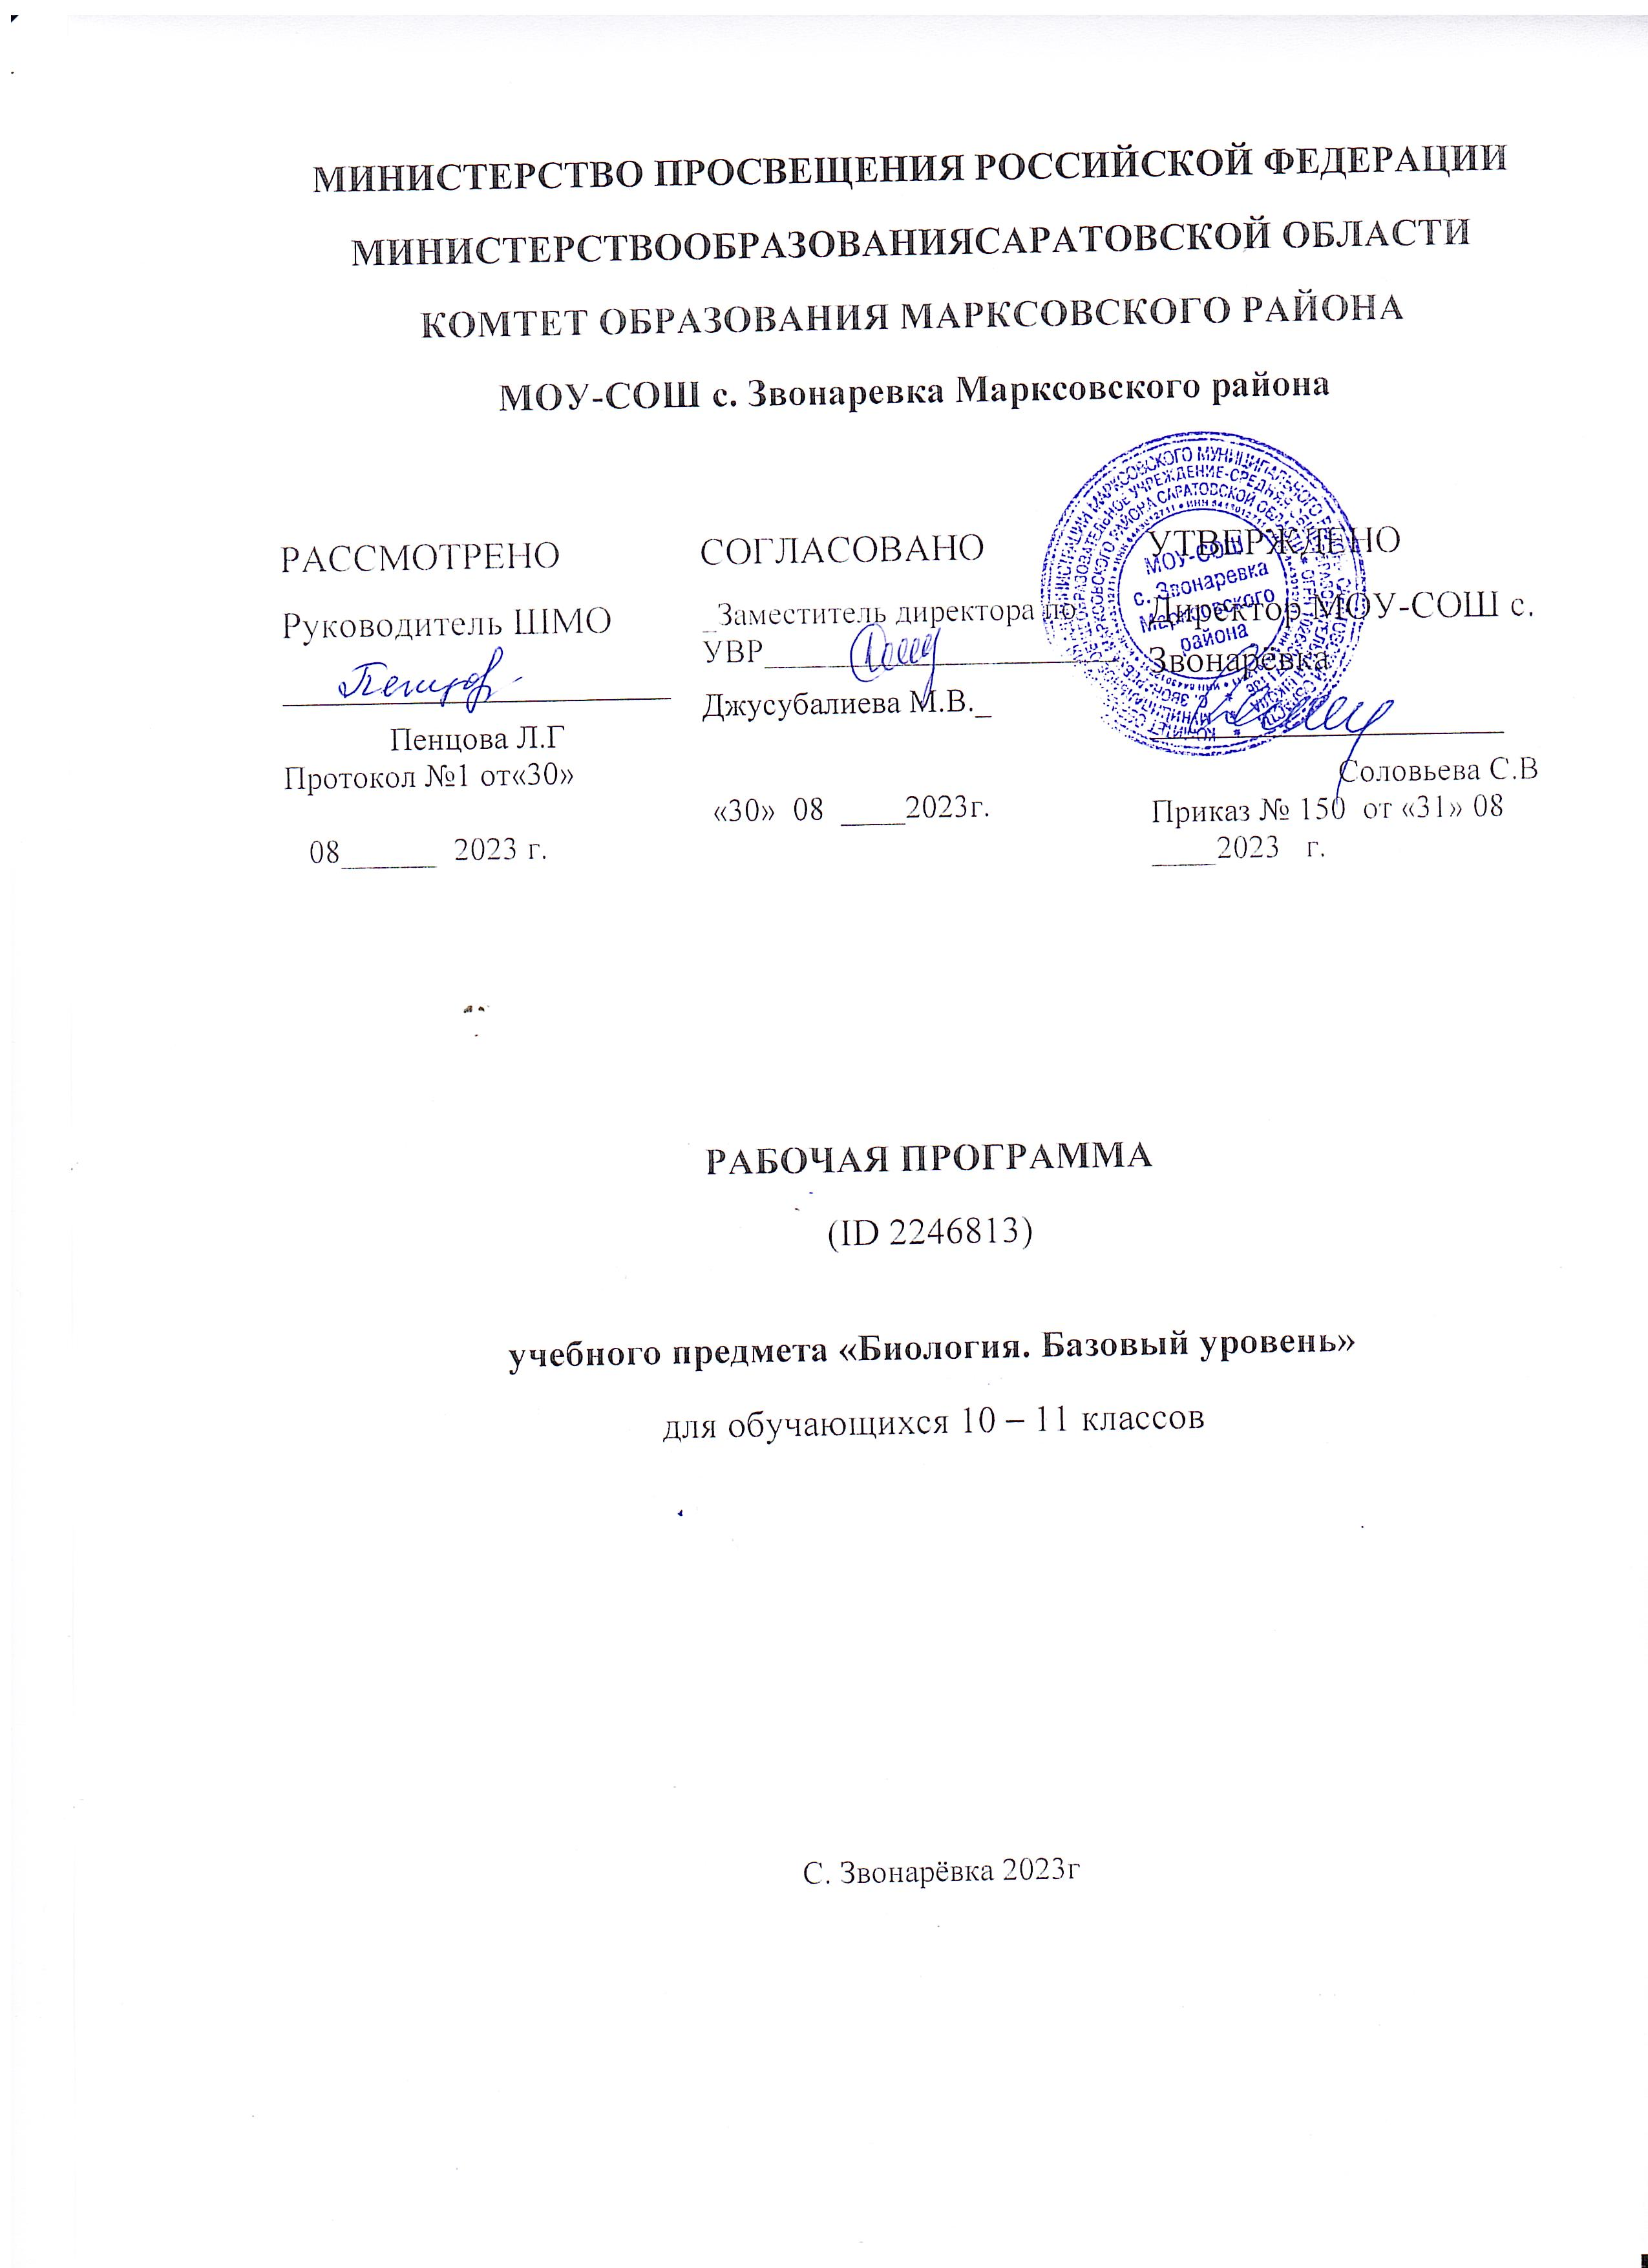 МИНИСТЕРСТВО ПРОСВЕЩЕНИЯ РОССИЙСКОЙ ФЕДЕРАЦИИ
МИНИСТЕРСТВООБРАЗОВАНИЯСАРАТОВСКОЙ ОБЛАСТИ
КОМТЕТ ОБРАЗОВАНИЯ МАРКСОВСКОГО РАЙОНА
МОУ-СОШ с. Звонаревка Марксовского района
РАССМОТРЕНО
Руководитель ШМО
Пенцова Л.Г
Протокол №1 от«30»
08______ 2023 г.
СОГЛАСОВАНО
_Заместитель директора по
УВР
Джусубалиева М.В._
«30» 08 ____2023г.
УТВЕРЖДЕНО
Директор МОУ-СОШ с.
Звонарёвка
Соловьева С.В
Приказ № 150 от «31» 08
____2023 г.
МОУ-СОШ
с. Звонаревка
Марксовского
района
РАБОЧАЯ ПРОГРАММА
(ID 2246813)
учебного предмета «Биология. Базовый уровень»
для обучающихся 10 – 11 классов
С. Звонарёвка 2023г